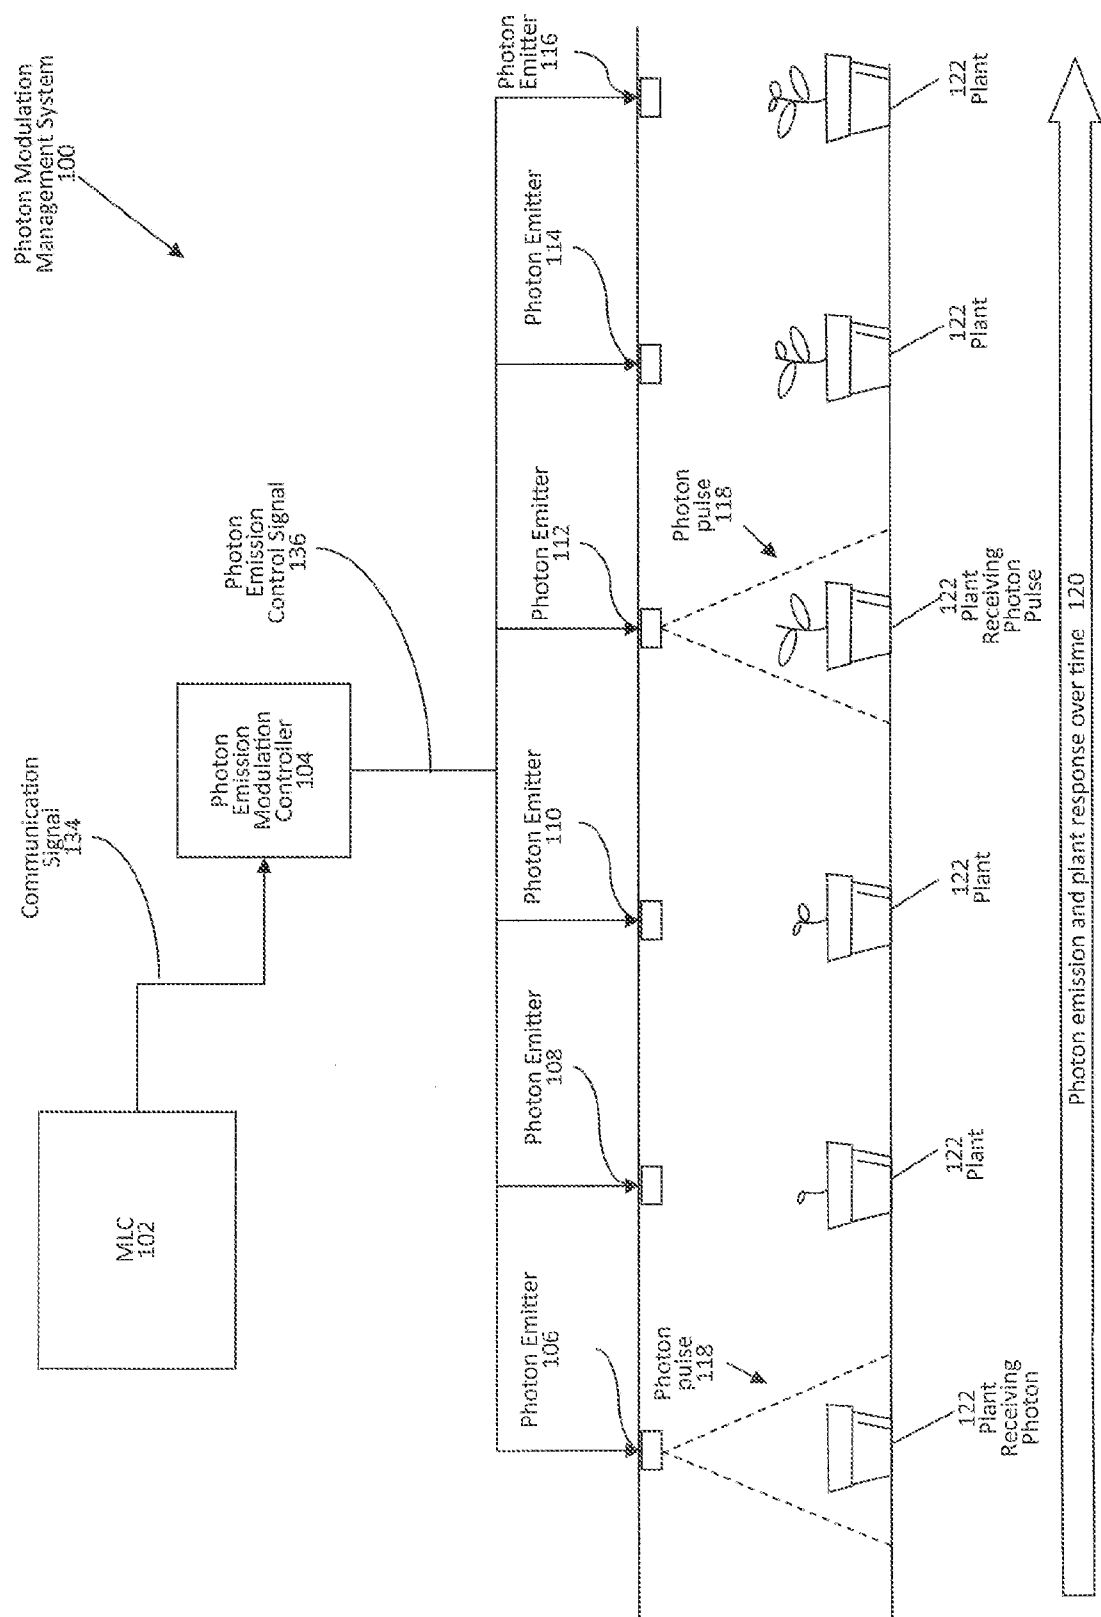 Photon Modulation
Management System
100
Communication
Signal
134
MLC
102
Photon
Emission
Modulation
Controller
104
Photon
Emission
Control Signal
136
Photon Emitter
106
Photon Emitter
108
Photon Emitter
110
Photon Emitter
112
Photon Emitter
114
Photon
Emitter
116
Photon
pulse
118
Photon
pulse
118
122
Plant
Receiving
Photon
122
Plant
122
Plant
122
Plant
Receiving
Photon
Pulse
122
Plant
122
Plant
Photon emission and plant response over time 120